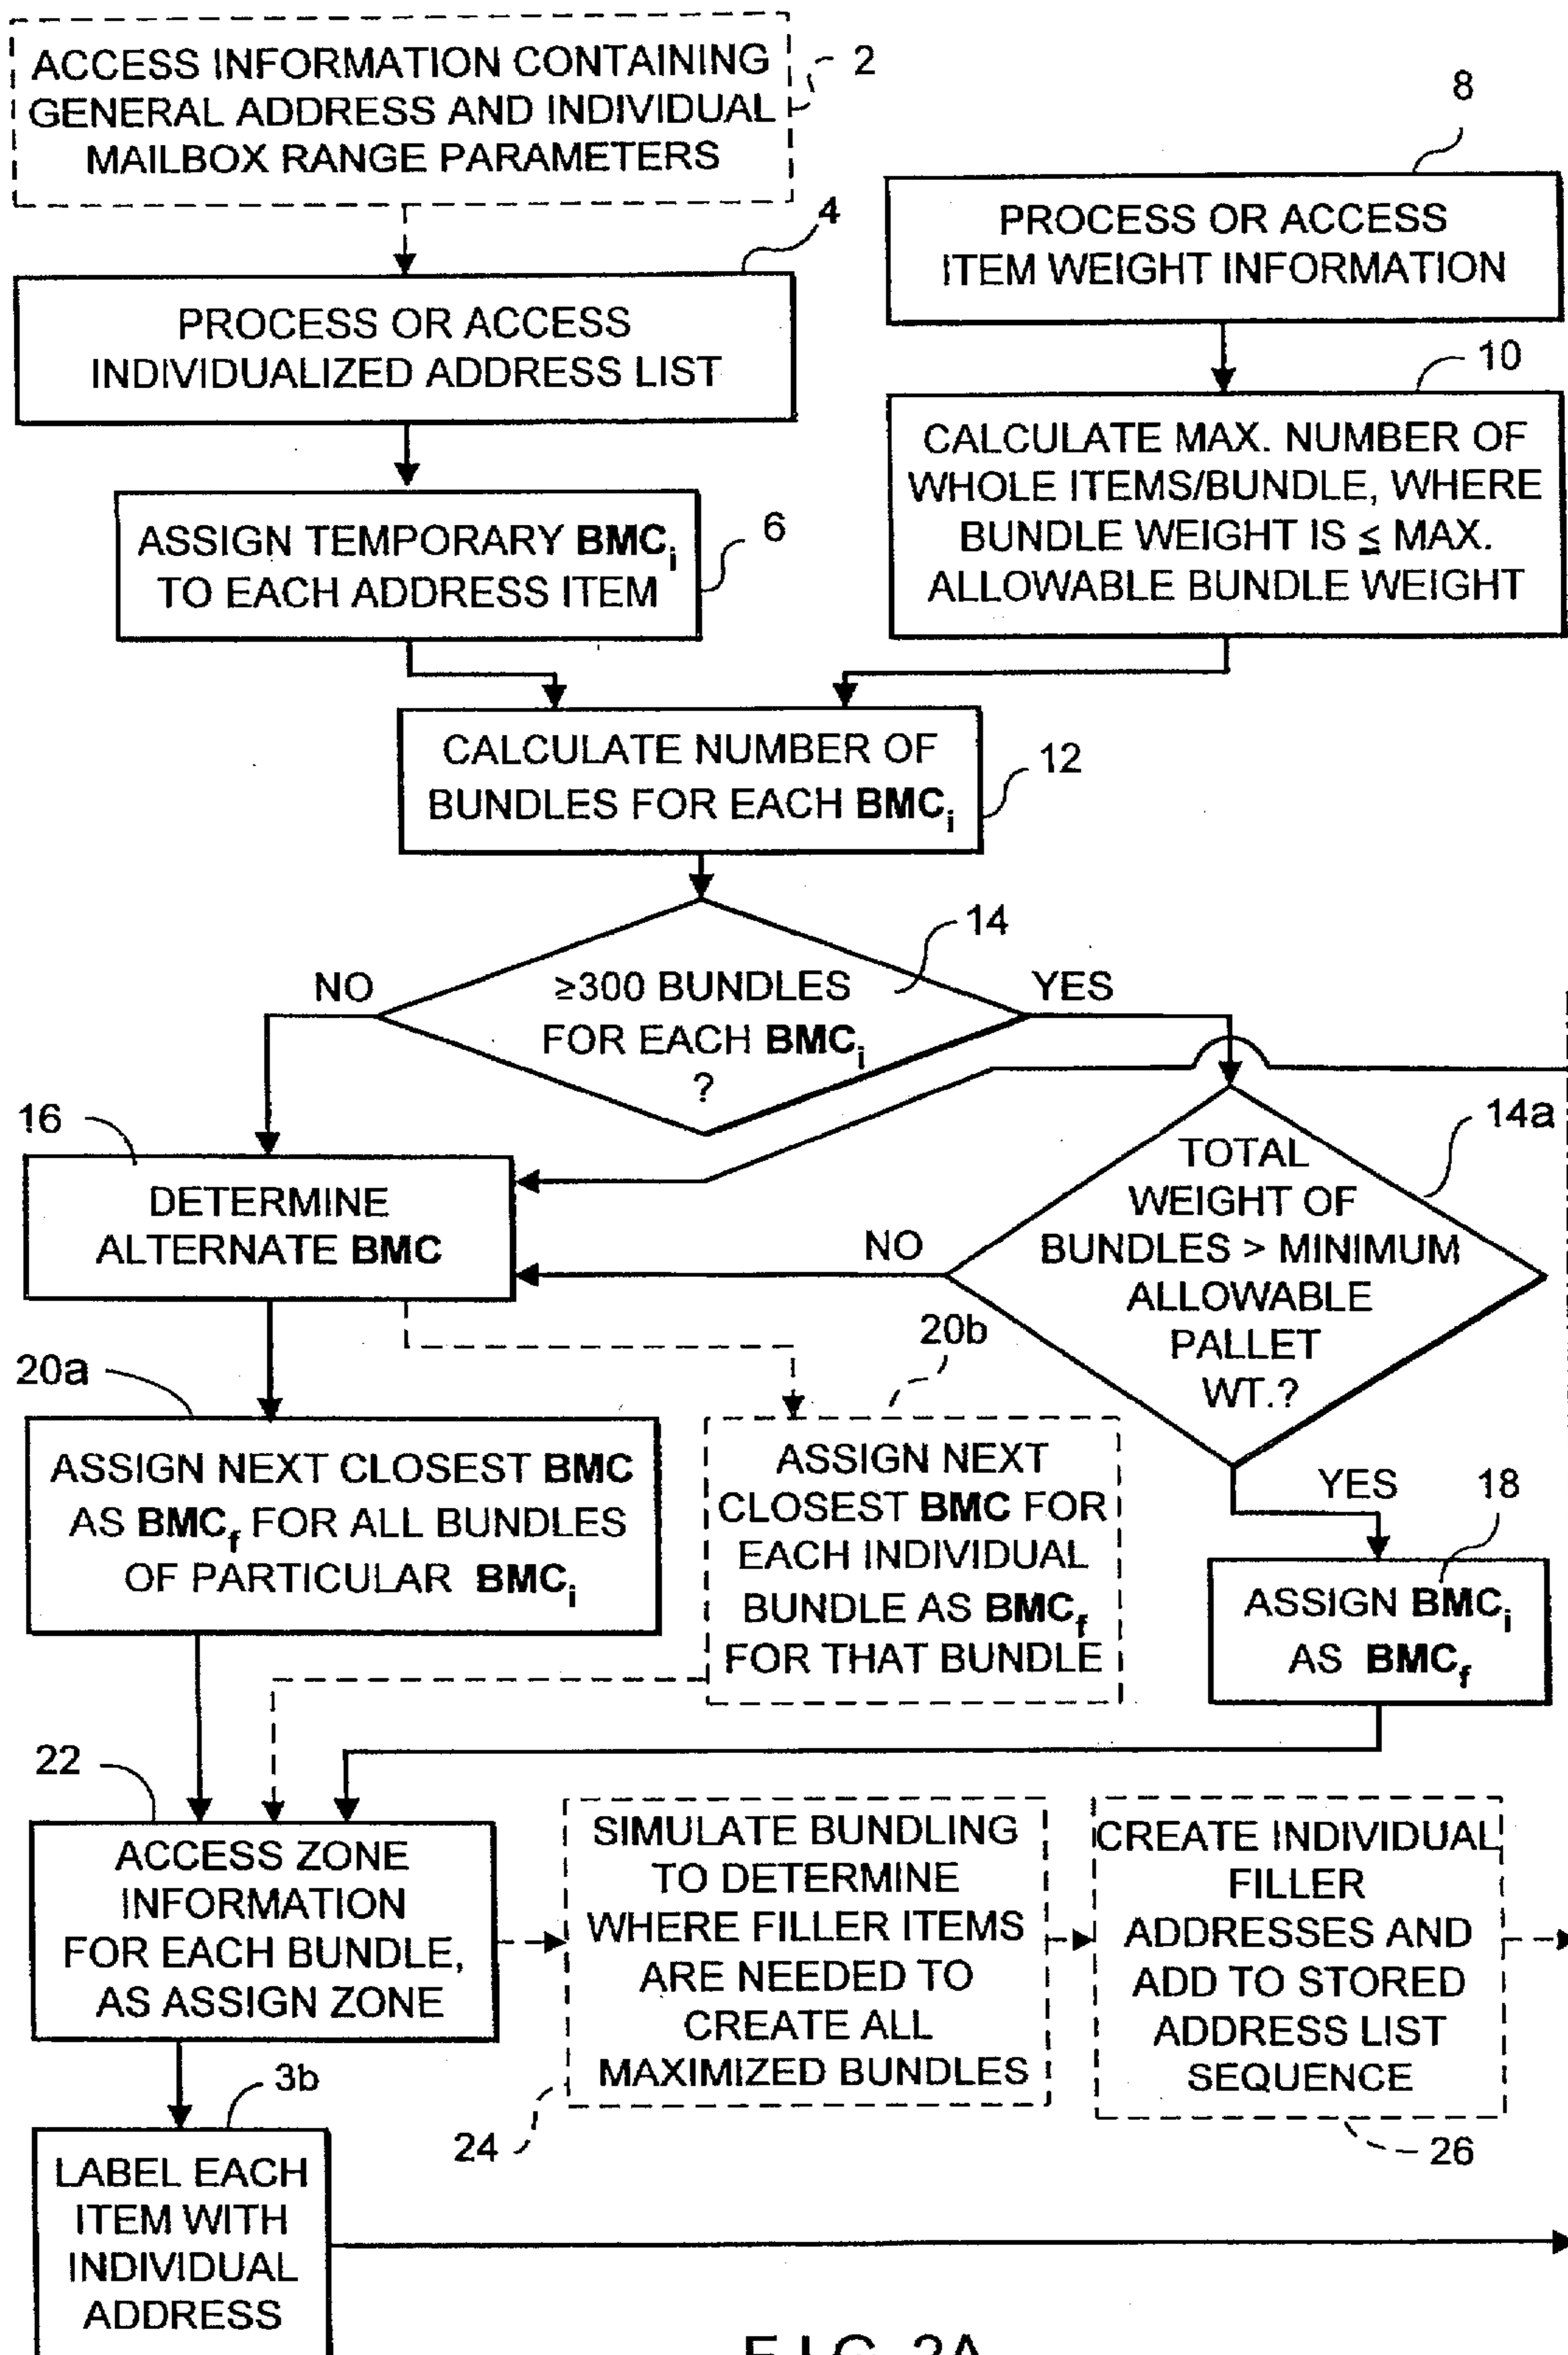 ACCESS INFORMATION CONTAINING
GENERAL ADDRESS AND INDIVIDUAL
MAILBOX RANGE PARAMETERS
2
4
PROCESS OR ACCESS
INDIVIDUALIZED ADDRESS LIST
8
PROCESS OR ACCESS
ITEM WEIGHT INFORMATION
10
CALCULATE MAX. NUMBER OF
WHOLE ITEMS/BUNDLE, WHERE
BUNDLE WEIGHT IS ≤ MAX.
ALLOWABLE BUNDLE WEIGHT
ASSIGN TEMPORARY BMCi
TO EACH ADDRESS ITEM
6
CALCULATE NUMBER OF
BUNDLES FOR EACH BMCi
12
14
NO
≥300 BUNDLES
FOR EACH BMCi
?
YES
16
DETERMINE
ALTERNATE BMC
14a
TOTAL
WEIGHT OF
BUNDLES > MINIMUM
ALLOWABLE
PALLET
WT.?
NO
YES
20a
ASSIGN NEXT CLOSEST BMC
AS BMCf FOR ALL BUNDLES
OF PARTICULAR BMCi
20b
ASSIGN NEXT
CLOSEST BMC FOR
EACH INDIVIDUAL
BUNDLE AS BMCf
FOR THAT BUNDLE
18
ASSIGN BMCi
AS BMCf
22
ACCESS ZONE
INFORMATION
FOR EACH BUNDLE,
AS ASSIGN ZONE
SIMULATE BUNDLING
TO DETERMINE
WHERE FILLER ITEMS
ARE NEEDED TO
CREATE ALL
MAXIMIZED BUNDLES
24
CREATE INDIVIDUAL
FILLER
ADDRESSES AND
ADD TO STORED
ADDRESS LIST
SEQUENCE
26
3b
LABEL EACH
ITEM WITH
INDIVIDUAL
ADDRESS
FIG. 2A